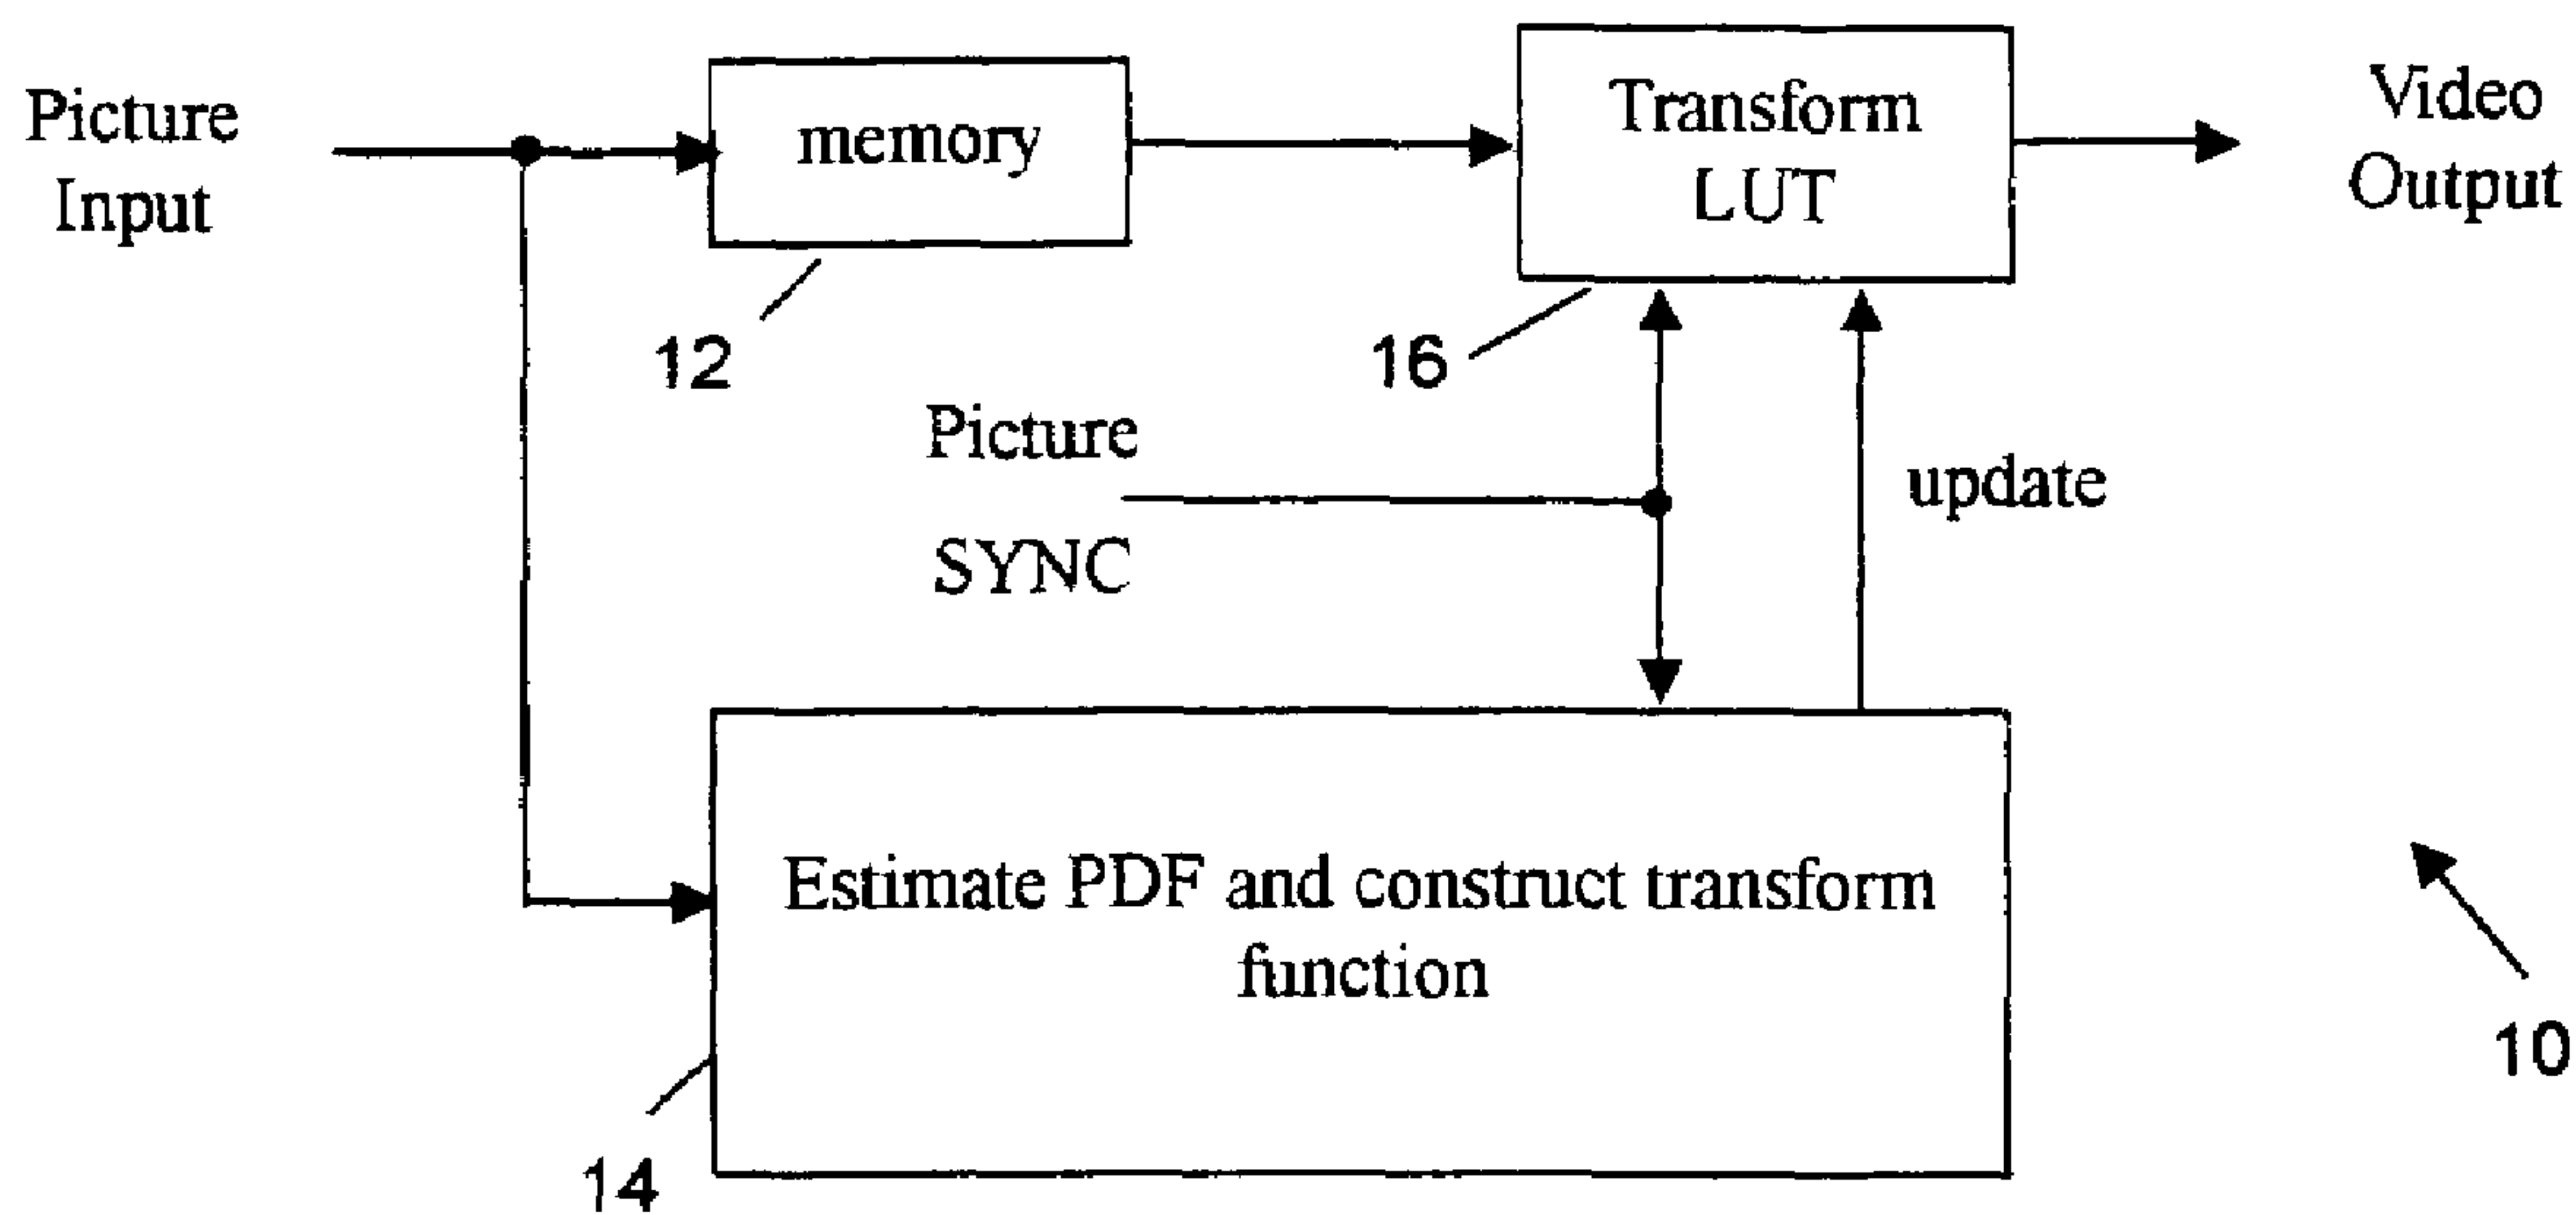 Picture
Input
memory
Transform
LUT
Video
Output
12
16
Picture
SYNC
update
Estimate PDF and construct transform
function
14
10